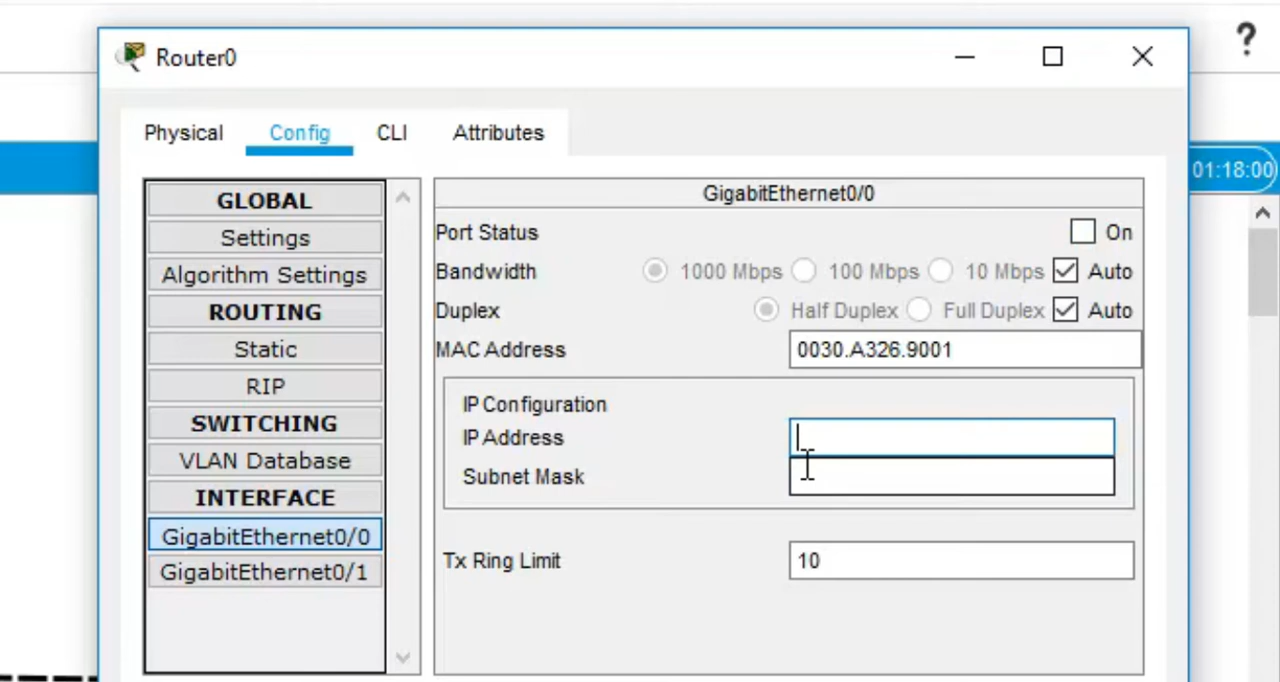 ?
Router0
Physical Config CLI Attributes
01:18:00
GLOBAL
Settings
Algorithm Settings
ROUTING
Static
RIP
SWITCHING
VLAN Database
INTERFACE
GigabitEthernet0/0
GigabitEthernet0/1
GigabitEthernet0/0
Port Status On
Bandwidth 1000 Mbps 100 Mbps 10 Mbps Auto
Duplex Half Duplex Full Duplex Auto
MAC Address 0030.A326.9001
IP Configuration
IP Address
Subnet Mask
Tx Ring Limit 10